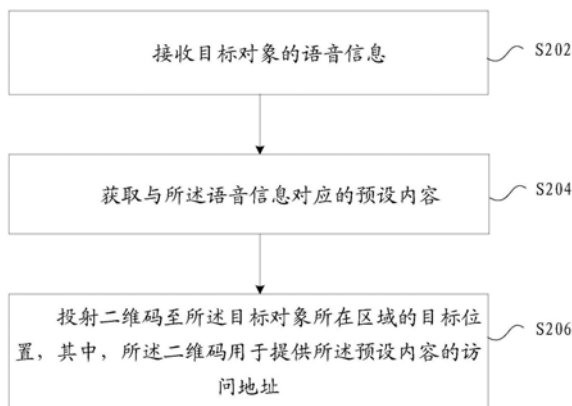 接收目标对象的语音信息
S202
获取与所述语音信息对应的预设内容
S204
投射二维码至所述目标对象所在区域的目标位
置，其中，所述二维码用于提供所述预设内容的访
问地址
S206